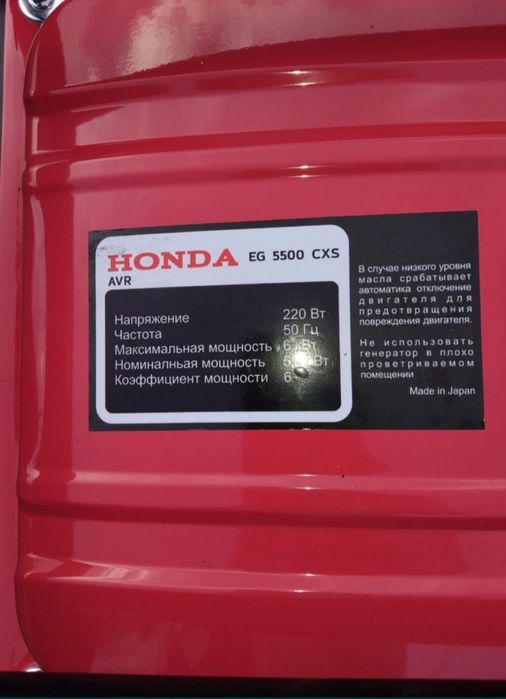 HONDA EG 5500 CXS
AVR
Напряжение 220 Вт
Частота 50 Гц
Максимальная мощность 6 кВт
Номинальная мощность
Коэффициент мощности 6
В случае низкого уровня
масла срабатывает
автоматика отключение
двигателя для
предотвращения
повреждения двигателя.
Не использовать
генератор в плохо
проветриваемом
помещении
Made in Japan